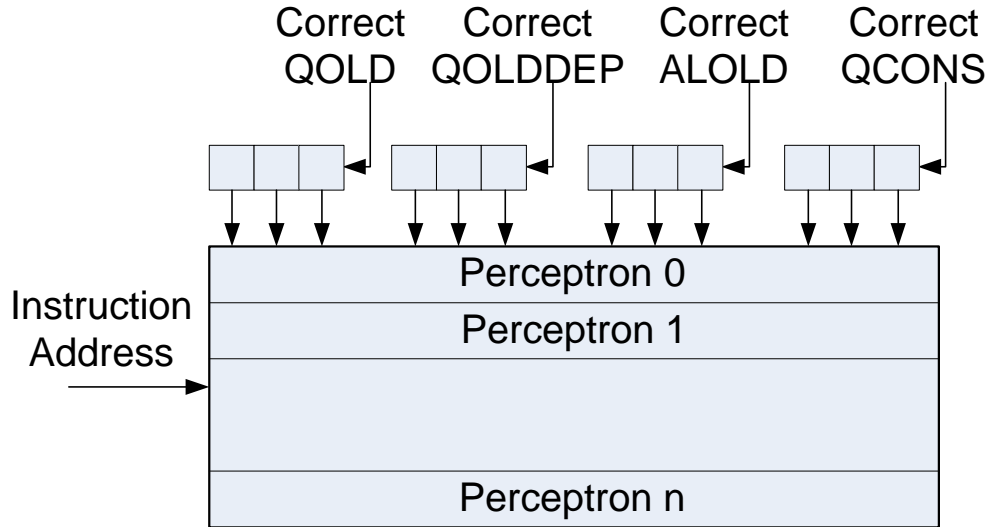 Correct QOLD
Correct QOLDDEP
Correct ALOLD
Correct QCONS
Perceptron 0
Instruction Address
Perceptron 1
Perceptron n